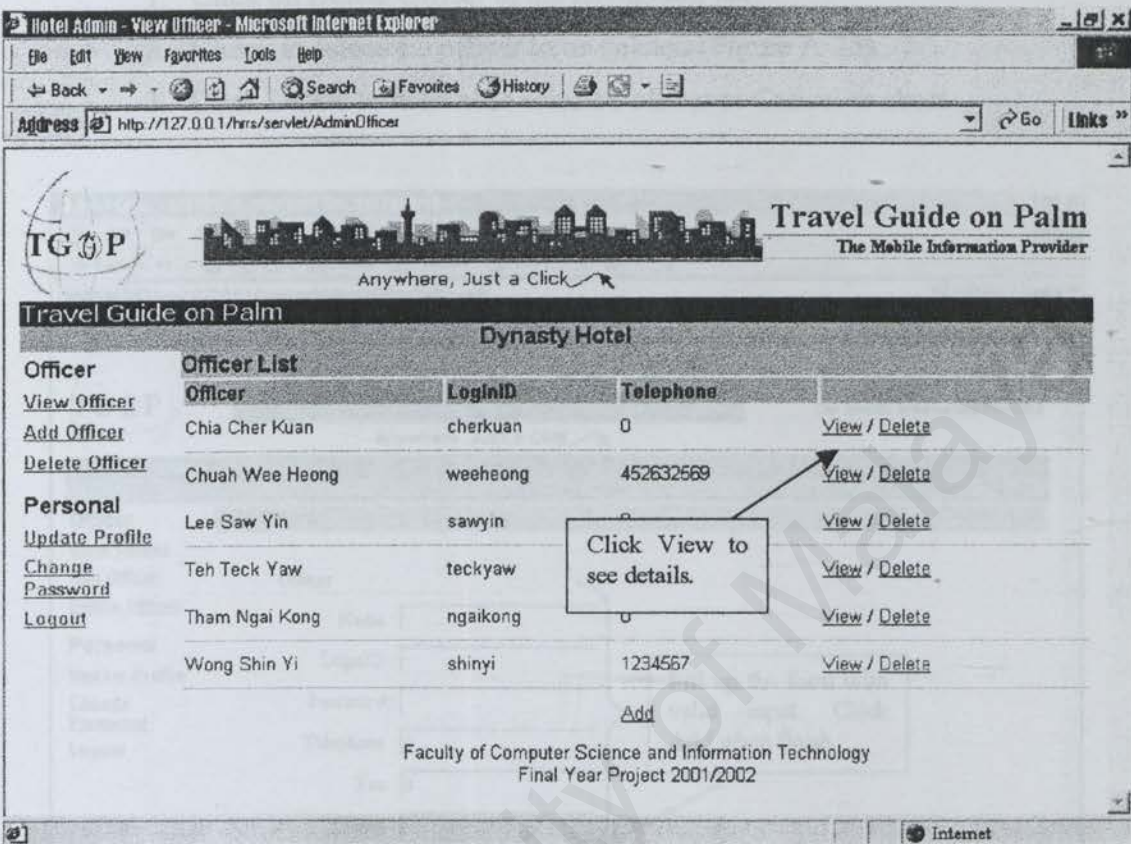 Hotel Admin - View Officer - Microsoft Internet Explorer
File Edit View Favorites Tools Help
Back Search Favorites History
Address http://127.0.0.1/hrrs/servlet/AdminOfficer Go Links »
TGOP
Travel Guide on Palm
The Mobile Information Provider
Anywhere, Just a Click
Travel Guide on Palm
Dynasty Hotel
Officer
View Officer
Add Officer
Delete Officer
Personal
Update Profile
Change
Password
Logout
Officer List
Officer LoginID Telephone
Chia Cher Kuan cherkuan 0 View / Delete
Chuah Wee Heong weeheong 452632569 View / Delete
Lee Saw Yin sawyin View / Delete
Teh Teck Yaw teckyaw View / Delete
Tham Ngai Kong ngaikong 0 View / Delete
Wong Shin Yi shinyi 1234567 View / Delete
Click View to
see details.
Add
Faculty of Computer Science and Information Technology
Final Year Project 2001/2002
Internet
ity of Malay